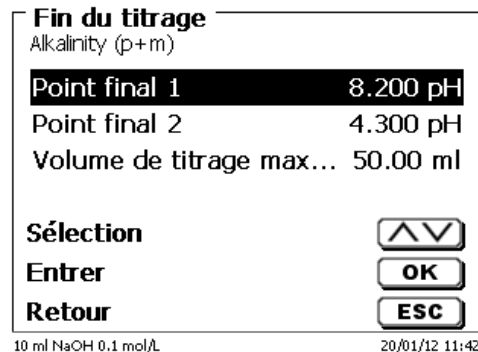 Fin du titrage
Alkalinity (p+m)
Point final 1 8.200 pH
Point final 2 4.300 pH
Volume de titrage max... 50.00 ml
Sélection
Entrer OK
Retour ESC
10 ml NaOH 0.1 mol/L 20/01/12 11:42